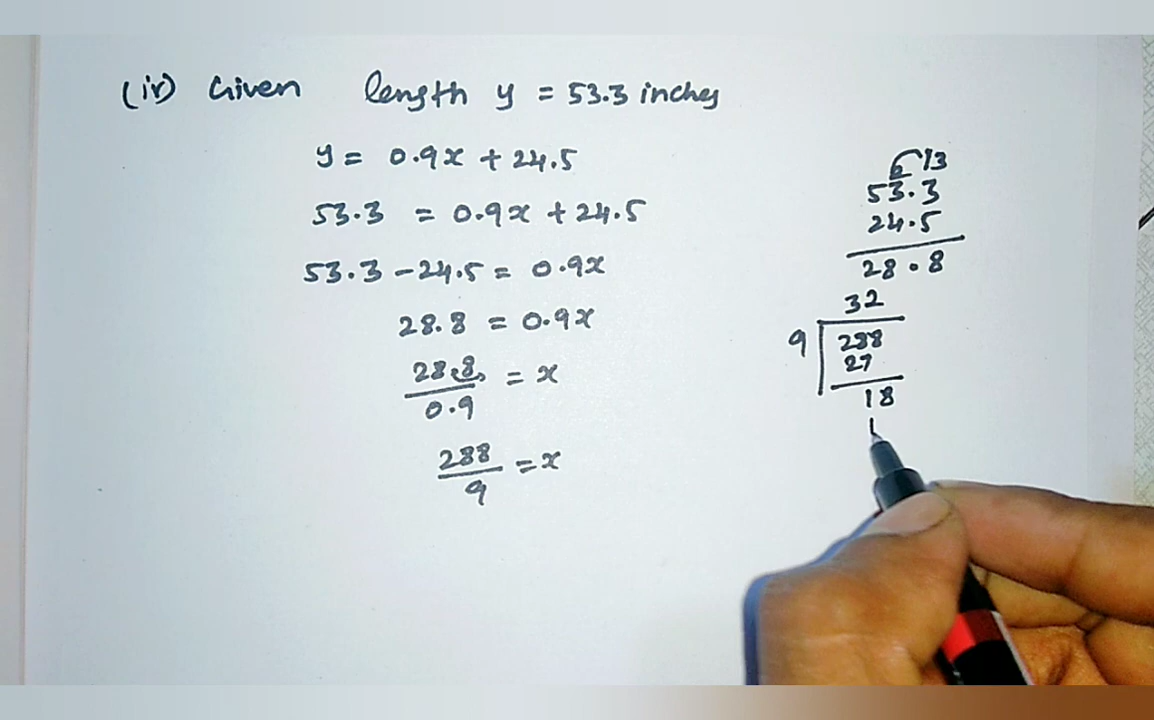 (iv) Given length y = 53.3 inches
y = 0.9x + 24.5
53.3 = 0.9x + 24.5
53.3 - 24.5 = 0.9x
28.8 = 0.9x
28.8 / 0.9 = x
288 / 9 = x
13
53.3
24.5
28.8
32
9 288
27
18
1